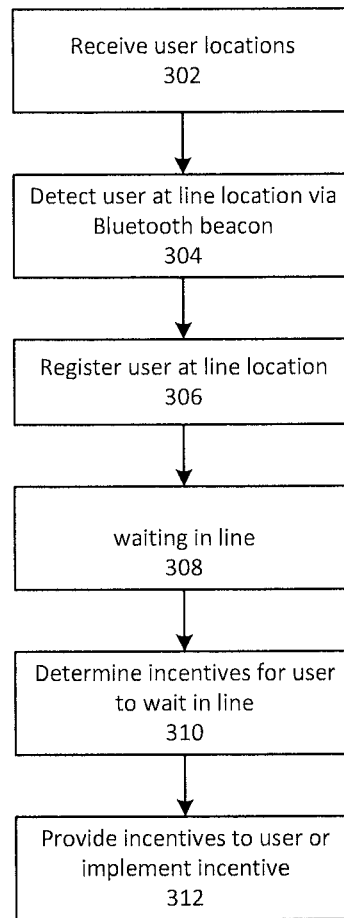 Receive user locations
302
Detect user at line location via
Bluetooth beacon
304
Register user at line location
306
waiting in line
308
Determine incentives for user
to wait in line
310
Provide incentives to user or
implement incentive
312